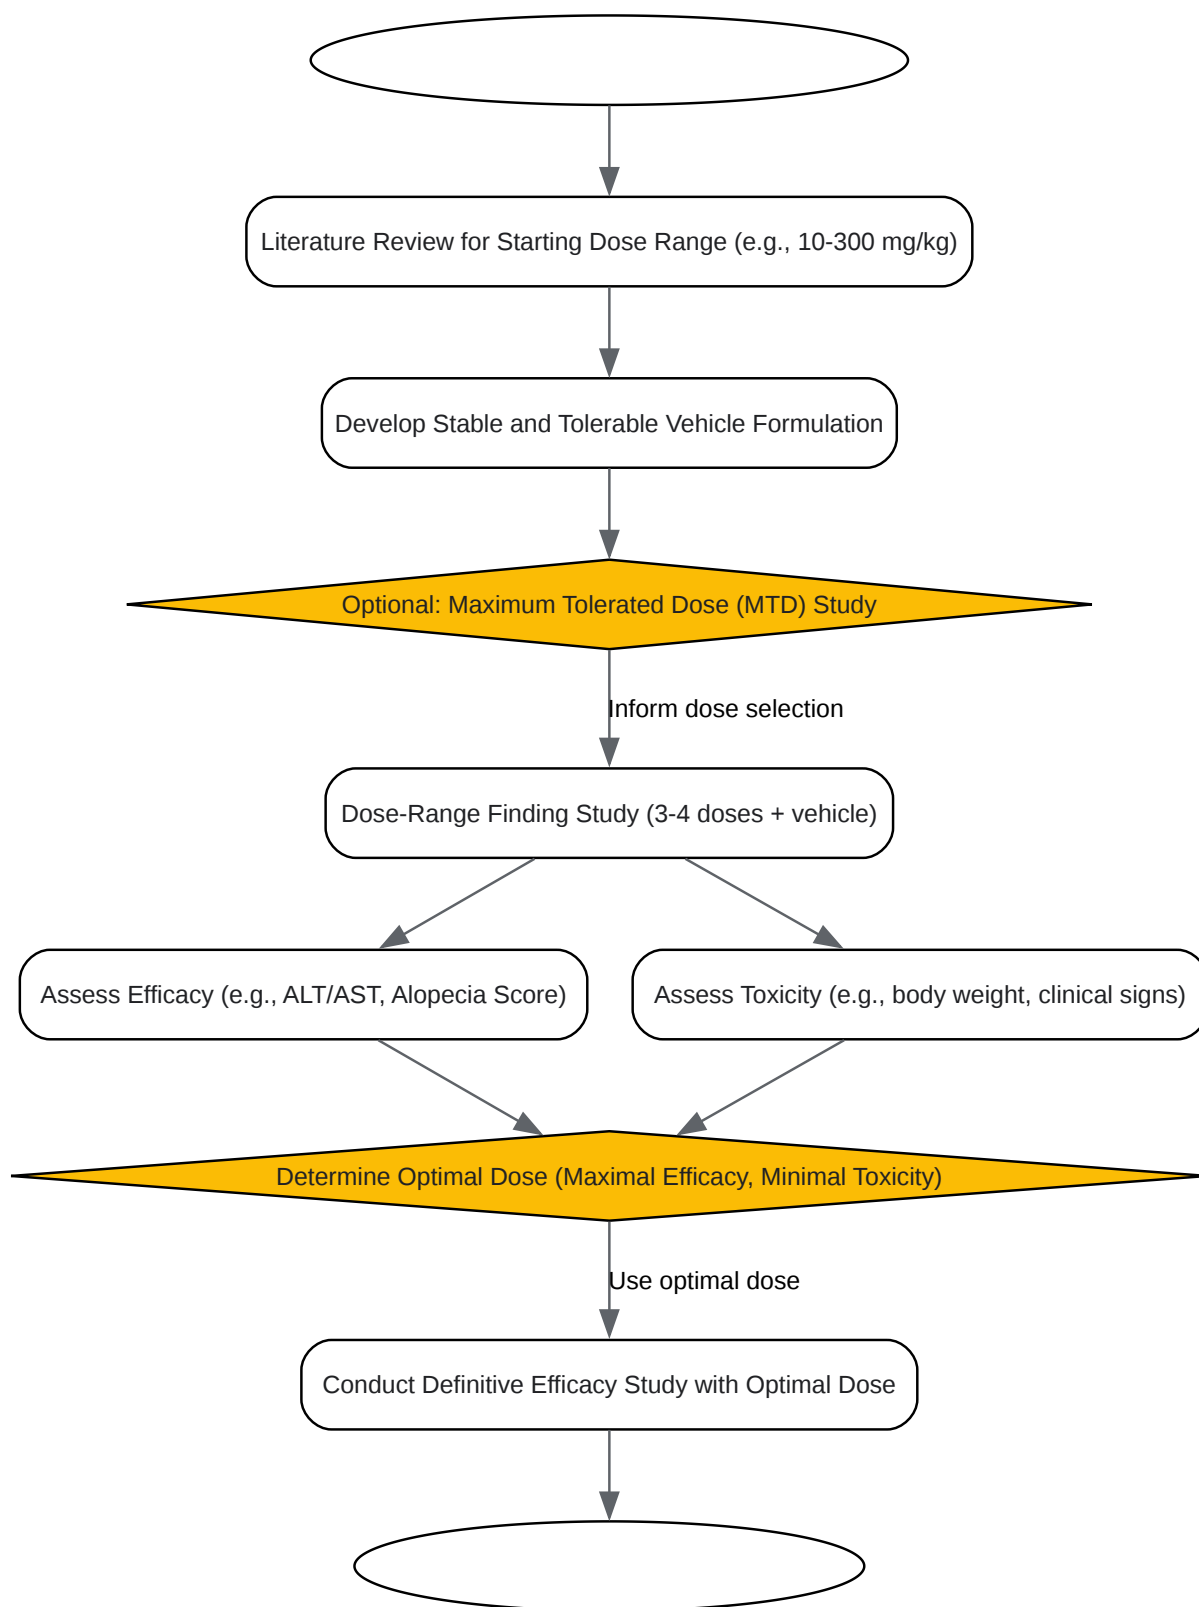 Literature Review for Starting Dose Range (e.g., 10-300 mg/kg)
Develop Stable and Tolerable Vehicle Formulation
Optional: Maximum Tolerated Dose (MTD) Study
Inform dose selection
Dose-Range Finding Study (3-4 doses + vehicle)
Assess Efficacy (e.g., ALT/AST, Alopecia Score)
Assess Toxicity (e.g., body weight, clinical signs)
Determine Optimal Dose (Maximal Efficacy, Minimal Toxicity)
Use optimal dose
Conduct Definitive Efficacy Study with Optimal Dose